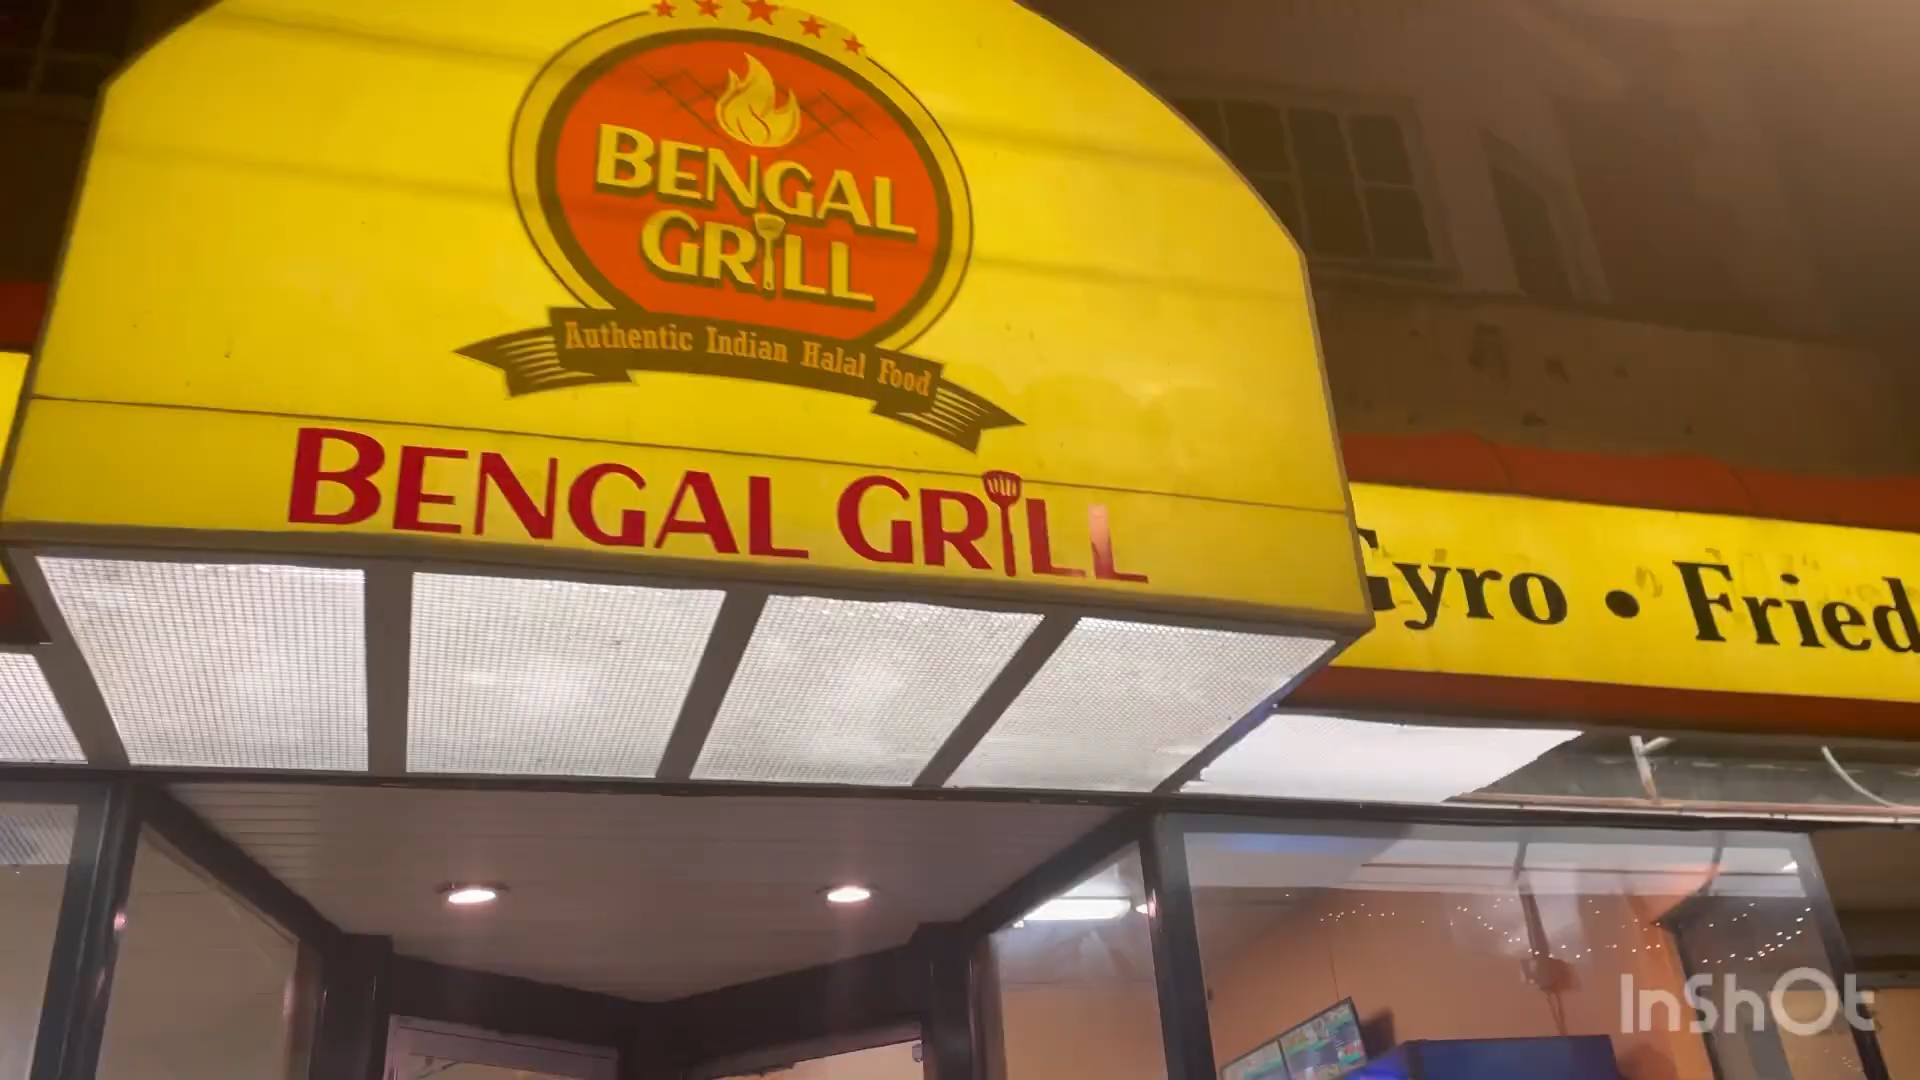 BENGAL
GRILL
Authentic Indian Halal Food
BENGAL GRILL
Gyro • Fried
InShOt